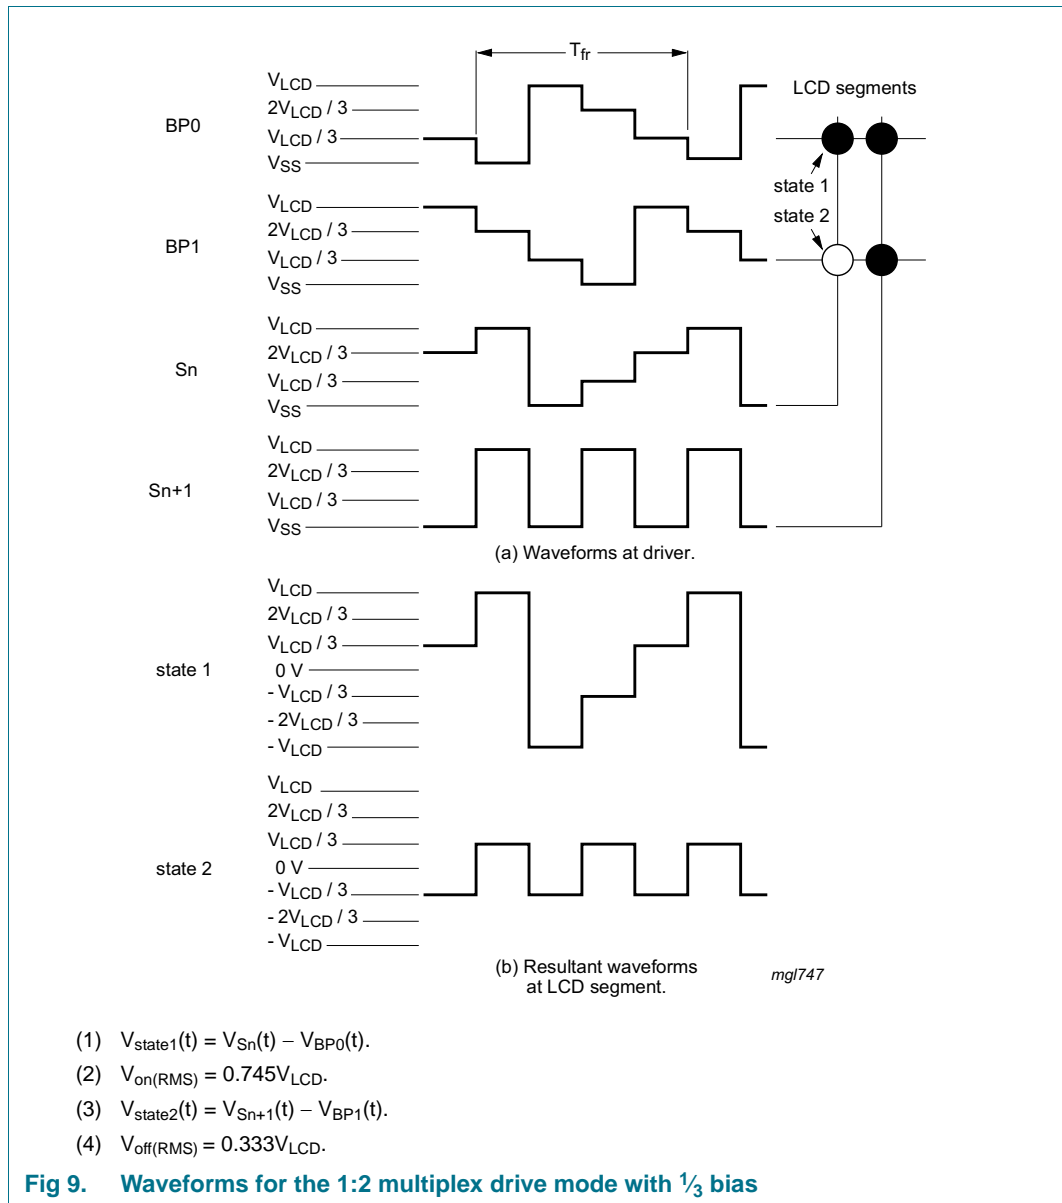 T_fr
BP0
V_LCD
2V_LCD / 3
V_LCD / 3
V_SS
LCD segments
state 1
state 2
BP1
V_LCD
2V_LCD / 3
V_LCD / 3
V_SS
Sn
V_LCD
2V_LCD / 3
V_LCD / 3
V_SS
Sn+1
V_LCD
2V_LCD / 3
V_LCD / 3
V_SS
(a) Waveforms at driver.
state 1
V_LCD
2V_LCD / 3
V_LCD / 3
0 V
- V_LCD / 3
- 2V_LCD / 3
- V_LCD
state 2
V_LCD
2V_LCD / 3
V_LCD / 3
0 V
- V_LCD / 3
- 2V_LCD / 3
- V_LCD
(b) Resultant waveforms
at LCD segment.
mgl747
(1) V_state1(t) = V_Sn(t) − V_BP0(t).
(2) V_on(RMS) = 0.745V_LCD.
(3) V_state2(t) = V_Sn+1(t) − V_BP1(t).
(4) V_off(RMS) = 0.333V_LCD.
Fig 9. Waveforms for the 1:2 multiplex drive mode with 1⁄3 bias